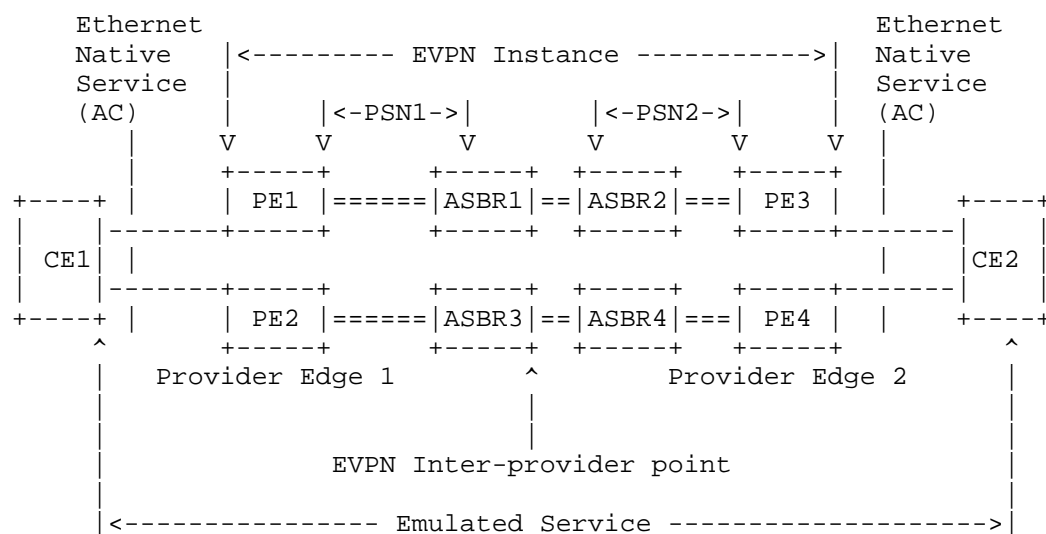 Ethernet Ethernet
Native |<--------- EVPN Instance ----------->| Native
Service | | Service
(AC) | |<-PSN1->| |<-PSN2->| | (AC)
| V V V V V V |
| +-----+ +-----+ +-----+ +-----+ |
+----+ | | PE1 |======|ASBR1|==|ASBR2|===| PE3 | | +----+
| |-------+-----+ +-----+ +-----+ +-----+-------| |
| CE1| | | |CE2 |
| |-------+-----+ +-----+ +-----+ +-----+-------| |
+----+ | | PE2 |======|ASBR3|==|ASBR4|===| PE4 | | +----+
^ +-----+ +-----+ +-----+ +-----+ ^
| Provider Edge 1 ^ Provider Edge 2 |
| | |
| | |
| EVPN Inter-provider point |
| |
|<---------------- Emulated Service -------------------->|